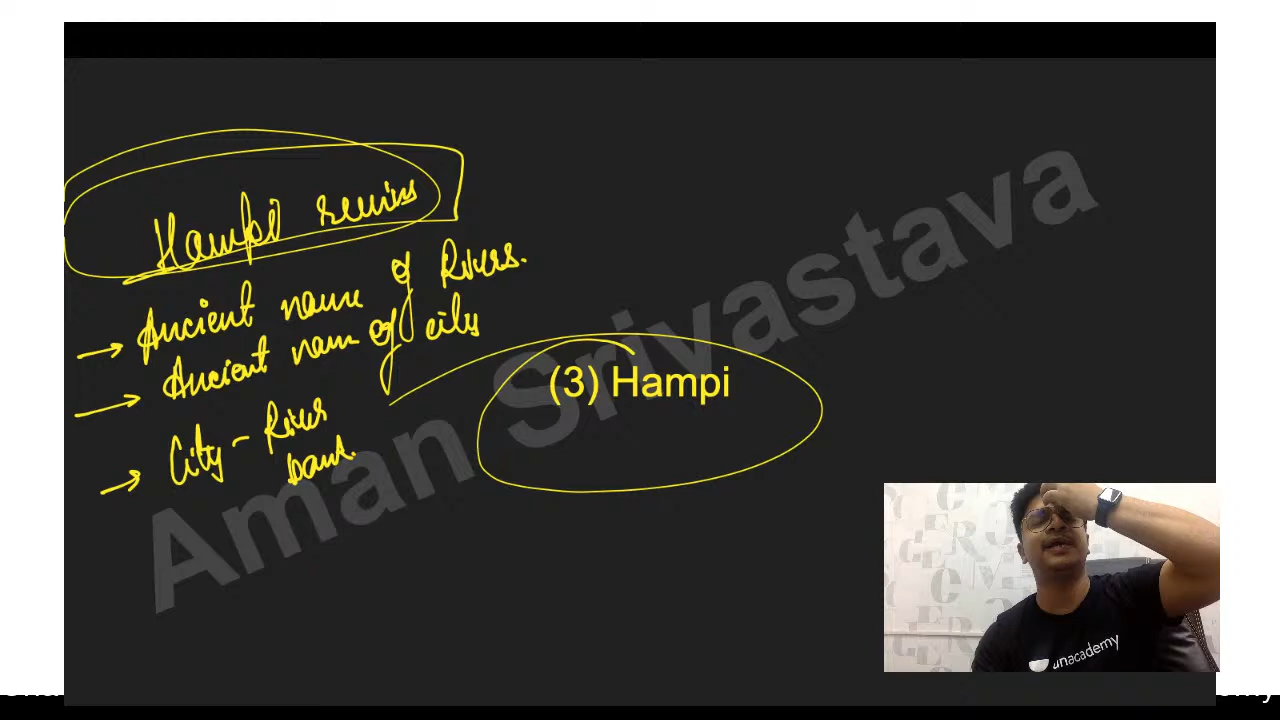 Hampi ruins
→ Ancient name of Rivers.
→ Ancient name of city
→ City - River
bank.
(3) Hampi
Aman Srivastava
unacademy